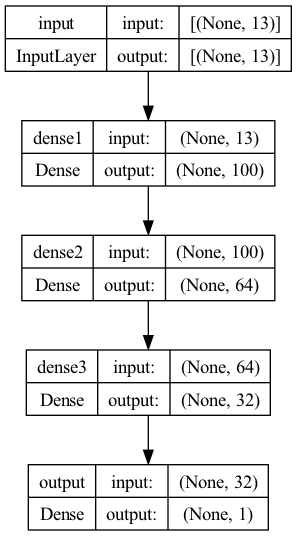 input input: [(None, 13)]
InputLayer output: [(None, 13)]
dense1 input: (None, 13)
Dense output: (None, 100)
dense2 input: (None, 100)
Dense output: (None, 64)
dense3 input: (None, 64)
Dense output: (None, 32)
output input: (None, 32)
Dense output: (None, 1)